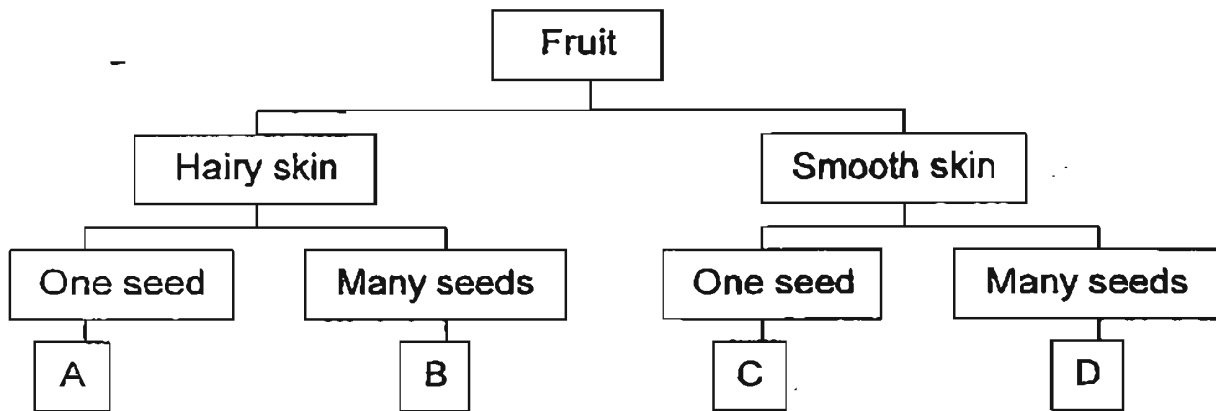 Fruit
Hairy skin
Smooth skin
One seed
Many seeds
One seed
Many seeds
A
B
C
D